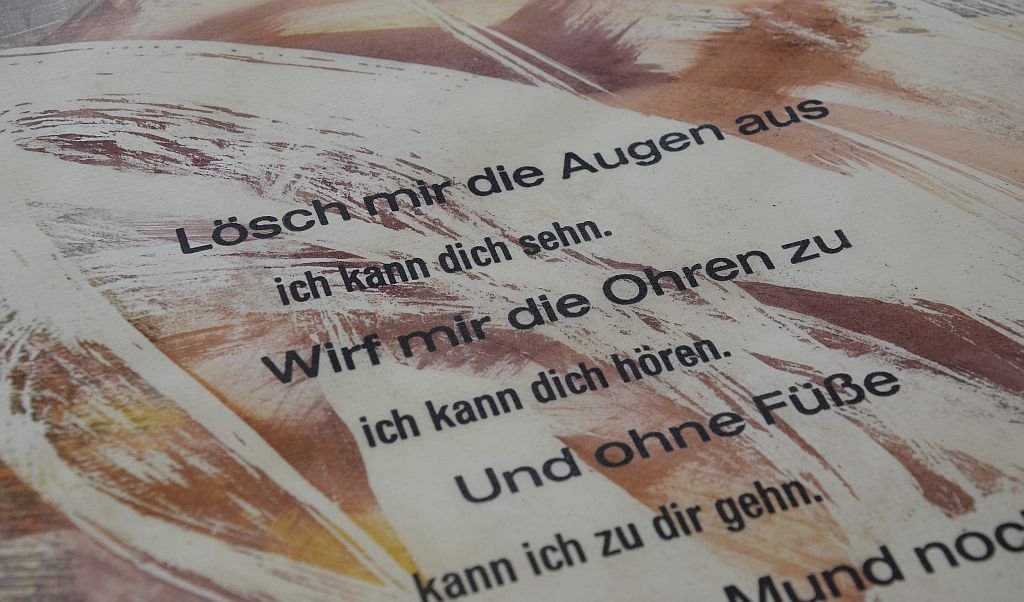 Lösch mir die Augen aus
ich kann dich sehn.
Wirf mir die Ohren zu
ich kann dich hören.
Und ohne Füße
kann ich zu dir gehn.
Mund noc